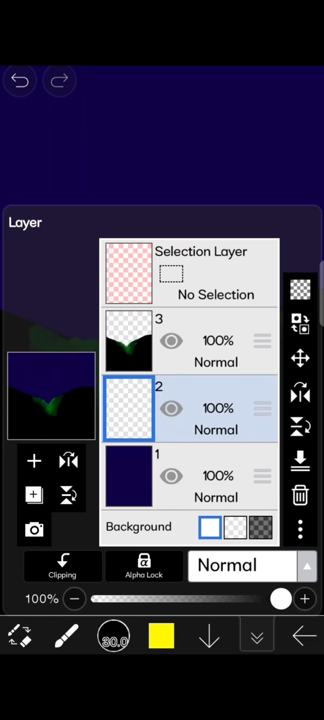 Layer
Selection Layer
No Selection
3
100%
Normal
2
100%
Normal
1
100%
Normal
Background
Clipping
α
Alpha Lock
Normal
100%
30.0